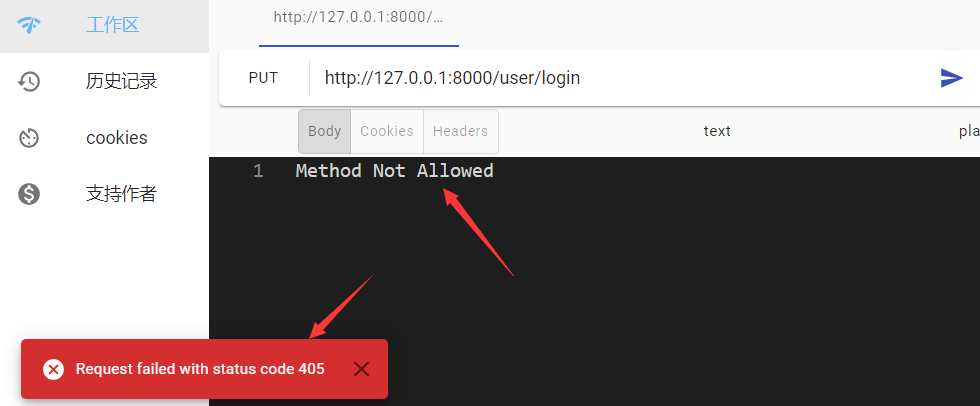 工作区
历史记录
cookies
支持作者
http://127.0.0.1:8000/…
PUT http://127.0.0.1:8000/user/login
Body Cookies Headers text pla
1 Method Not Allowed
Request failed with status code 405